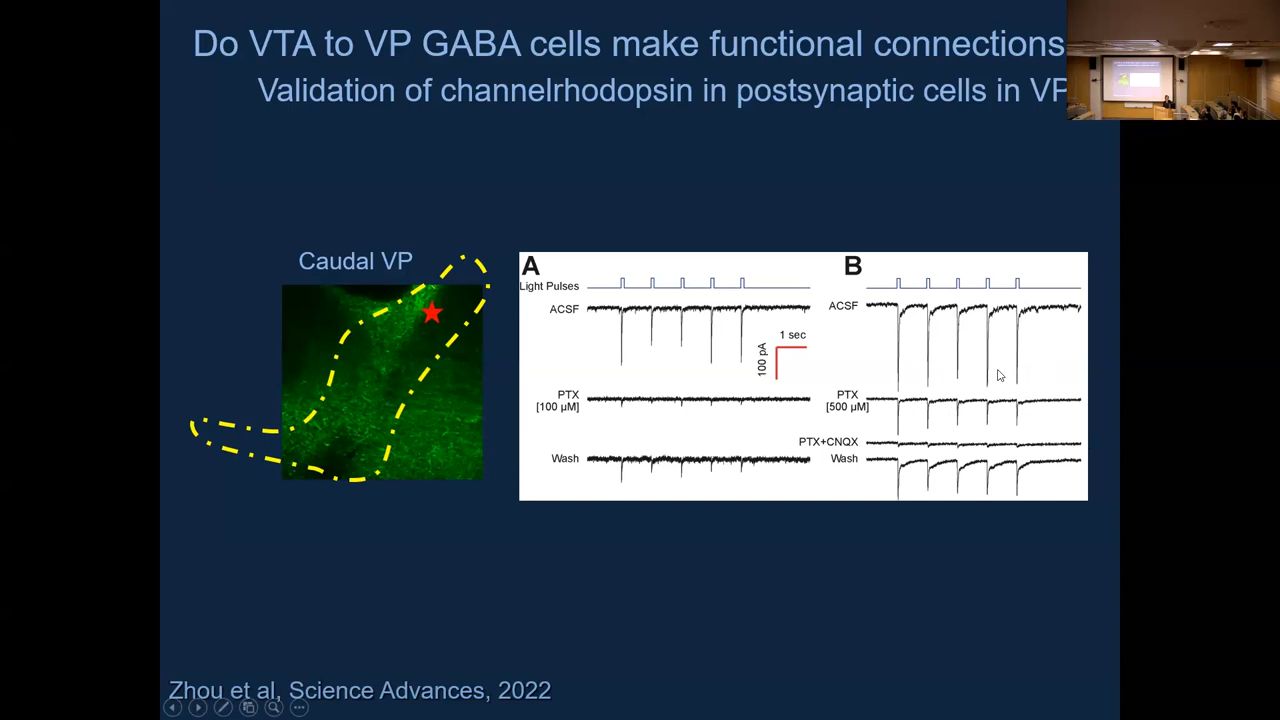 Do VTA to VP GABA cells make functional connections
Validation of channelrhodopsin in postsynaptic cells in VP
Caudal VP
A
Light Pulses
ACSF
1 sec
100 pA
PTX
[100 µM]
Wash
B
ACSF
PTX
[500 µM]
PTX+CNQX
Wash
Zhou et al, Science Advances, 2022